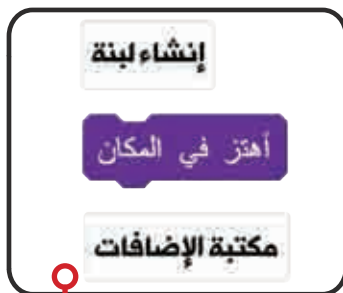 إنشاء لبنة
أهتز في المكان
مكتبة الإضافات